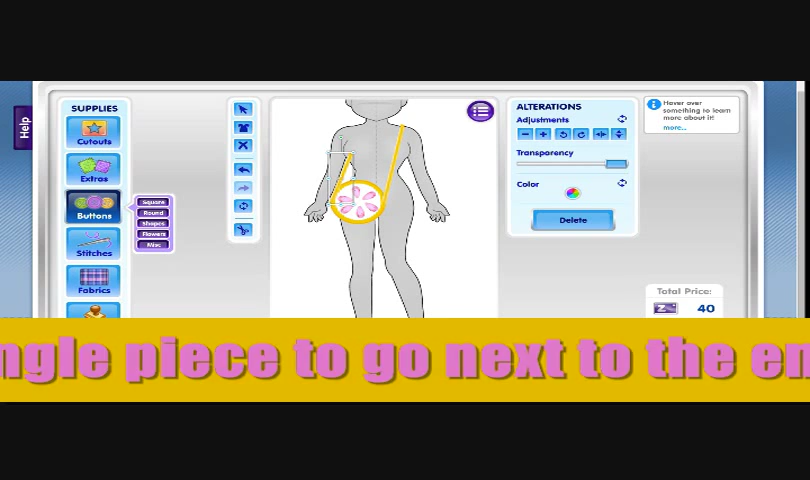 Help
SUPPLIES
Cutouts
Extras
Buttons
Stitches
Fabrics
Square
Round
Shapes
Flowers
Misc
ALTERATIONS
Adjustments
Transparency
Color
Delete
Hover over
something to learn
more about it!
more...
Total Price:
40
ngle piece to go next to the en